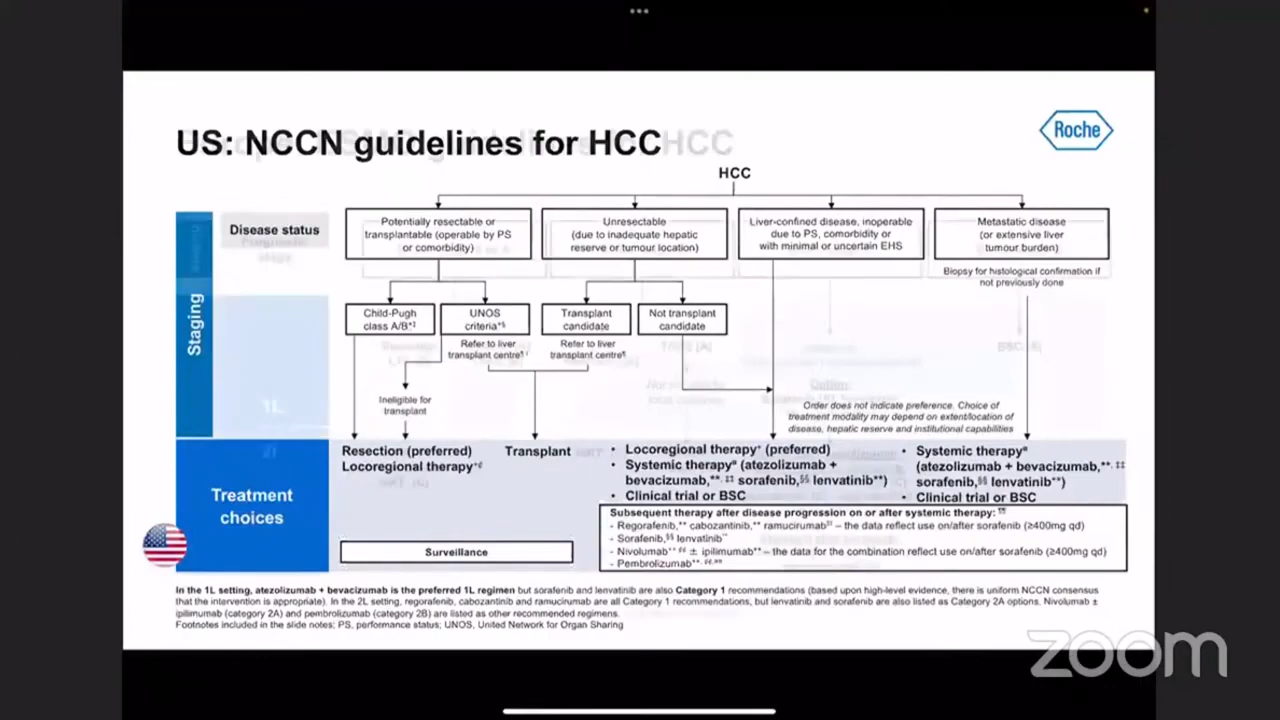 US: NCCN guidelines for HCC
Roche
HCC
Disease status
Potentially resectable or
transplantable (operable by PS
or comorbidity)
Unresectable
(due to inadequate hepatic
reserve or tumour location)
Liver-confined disease, inoperable
due to PS, comorbidity or
with minimal or uncertain EHS
Metastatic disease
(or extensive liver
tumour burden)
Biopsy for histological confirmation if
not previously done
Staging
Child-Pugh
class A/B*‡
UNOS
criteria*§
Transplant
candidate
Not transplant
candidate
Refer to liver
transplant centre¶
Refer to liver
transplant centre¶
Ineligible for
transplant
Order does not indicate preference. Choice of
treatment modality may depend on extent/location of
disease, hepatic reserve and institutional capabilities
Treatment
choices
Resection (preferred)
Locoregional therapy
Transplant
• Locoregional therapy (preferred)
• Systemic therapy (atezolizumab +
bevacizumab,**,‡‡ sorafenib,§§ lenvatinib**)
• Clinical trial or BSC
• Systemic therapy
(atezolizumab + bevacizumab,**,‡‡
sorafenib,§§ lenvatinib**)
• Clinical trial or BSC
Surveillance
Subsequent therapy after disease progression on or after systemic therapy:
- Regorafenib,** cabozantinib,** ramucirumab – the data reflect use on/after sorafenib (≥400mg qd)
- Sorafenib,§§ lenvatinib
- Nivolumab ± ipilimumab** – the data for the combination reflect use on/after sorafenib (≥400mg qd)
- Pembrolizumab
In the 1L setting, atezolizumab + bevacizumab is the preferred 1L regimen but sorafenib and lenvatinib are also Category 1 recommendations (based upon high-level evidence, there is uniform NCCN consensus
that the intervention is appropriate). In the 2L setting, regorafenib, cabozantinib and ramucirumab are all Category 1 recommendations, but lenvatinib and sorafenib are also listed as Category 2A options. Nivolumab ±
ipilimumab (category 2A) and pembrolizumab (category 2B) are listed as other recommended regimens.
Footnotes included in the slide notes; PS, performance status; UNOS, United Network for Organ Sharing
zoom